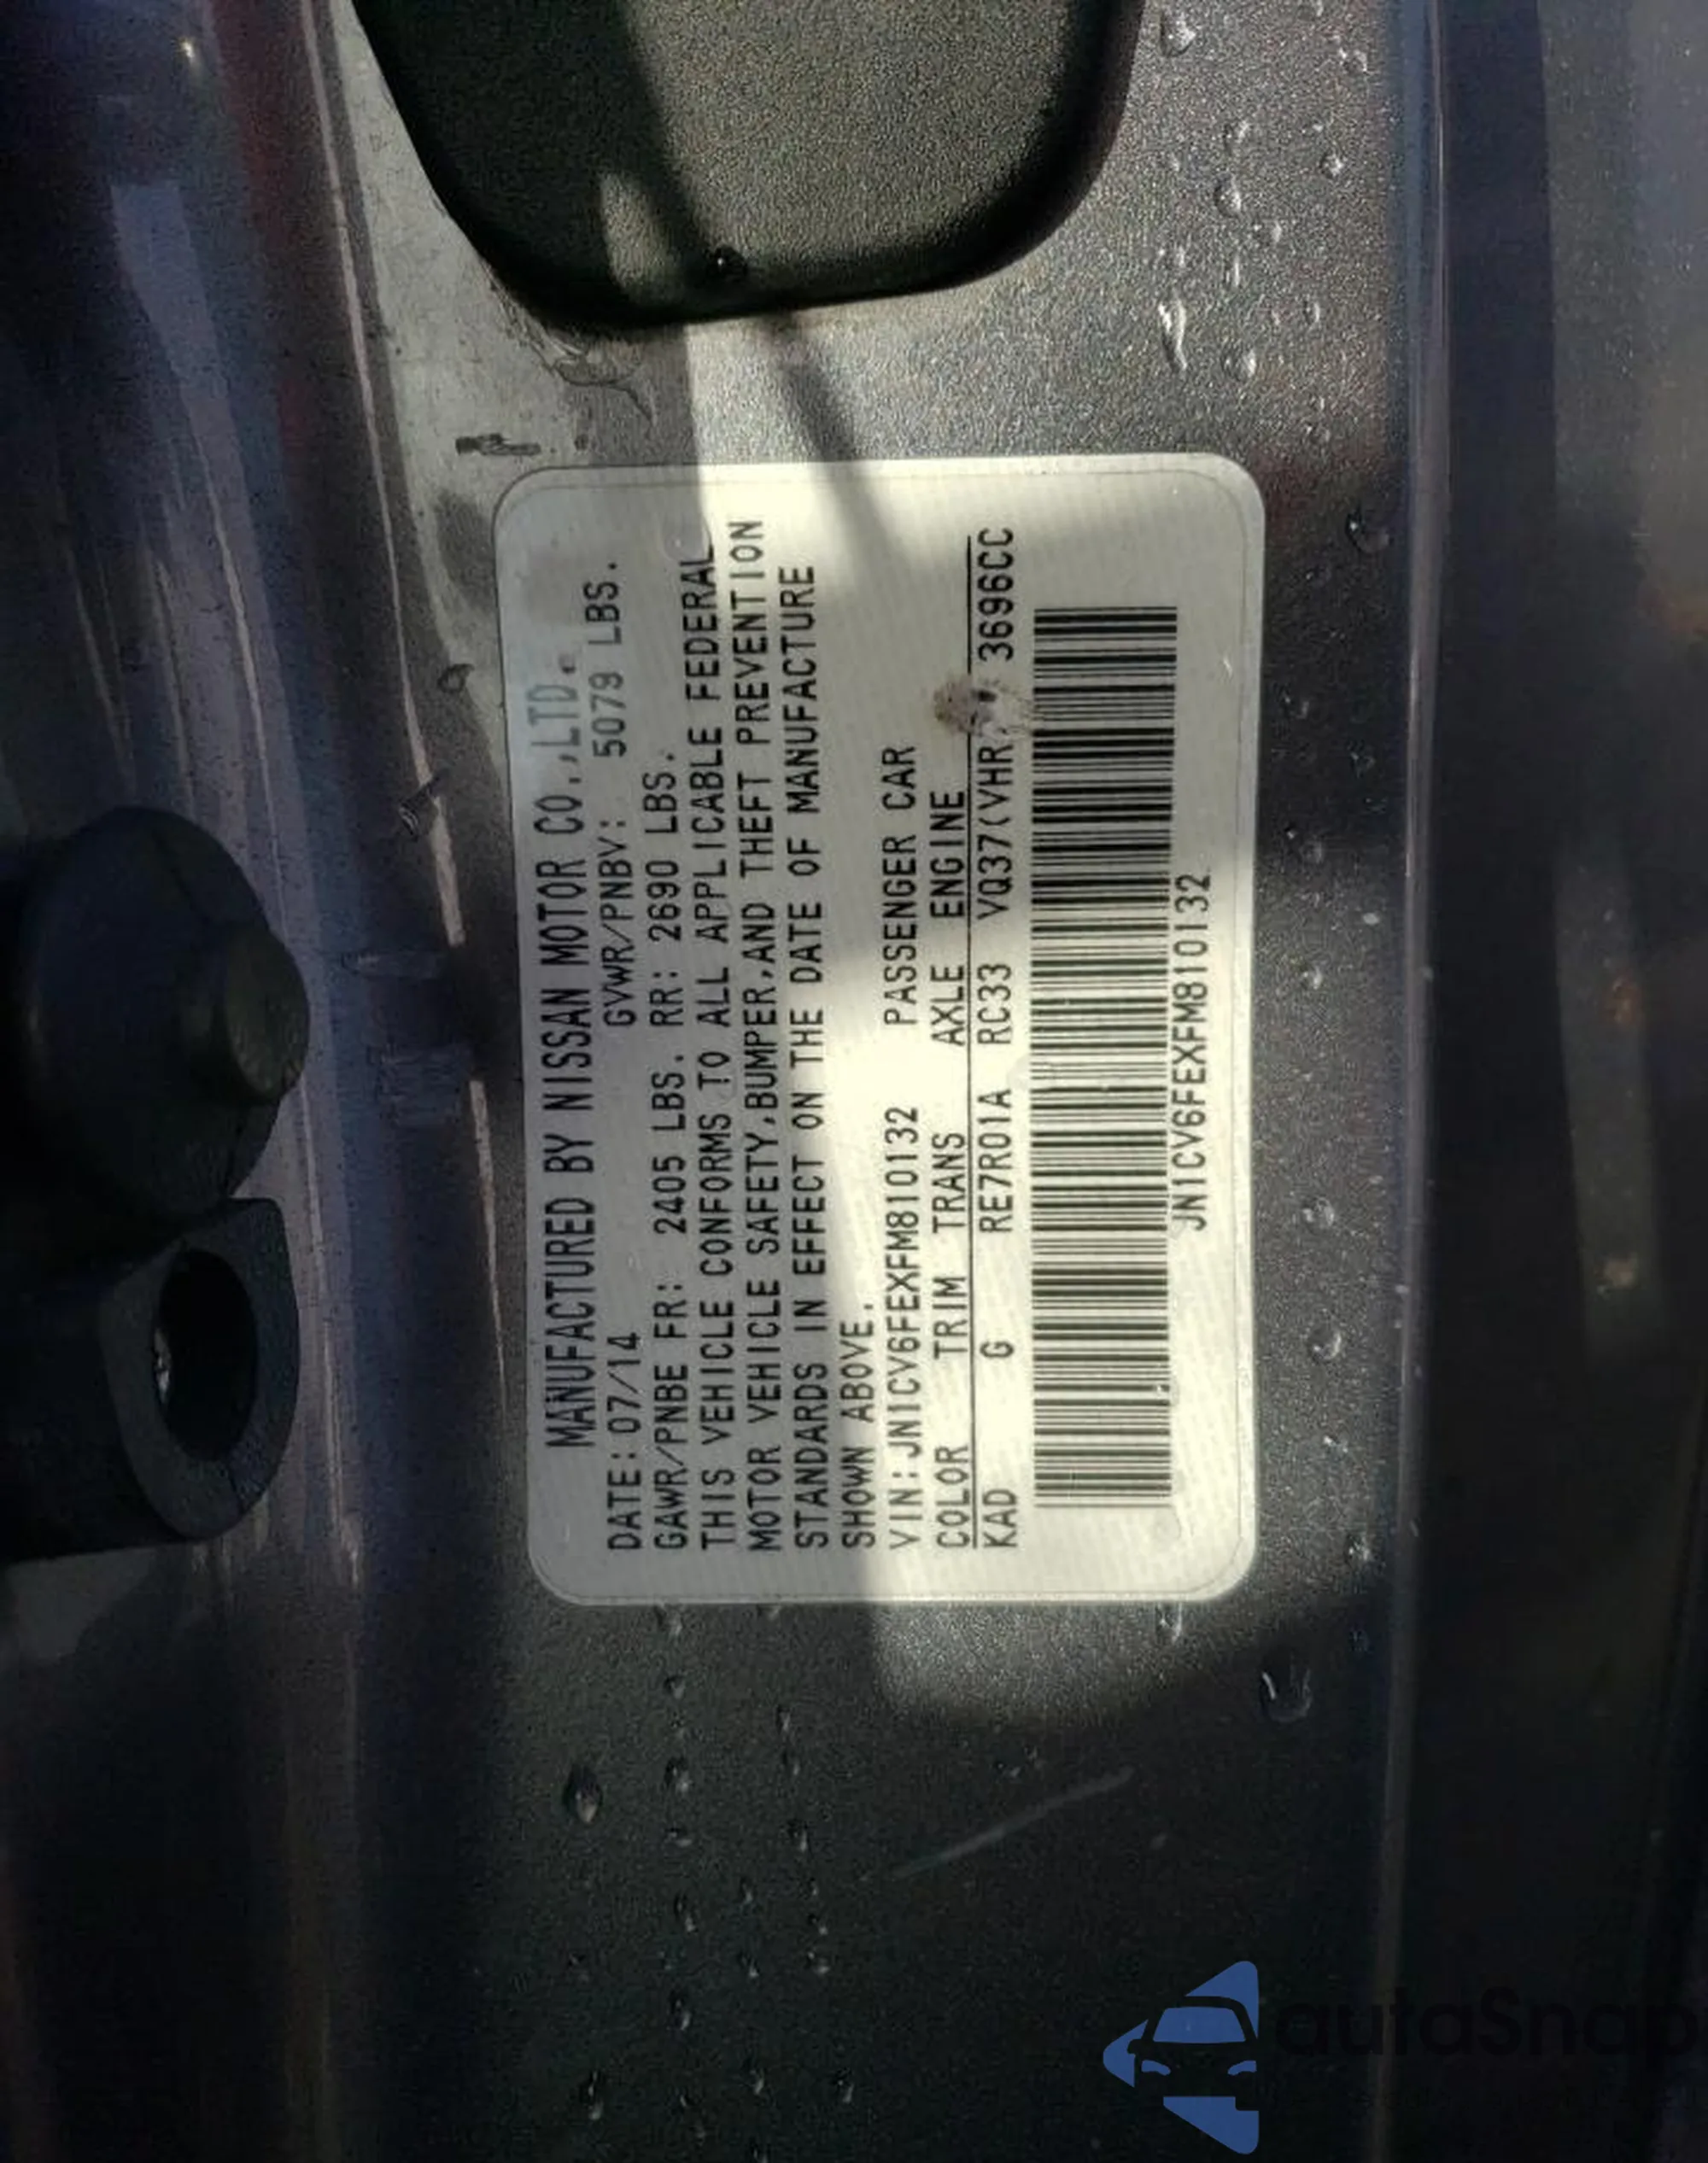 MANUFACTURED BY NISSAN MOTOR CO.,LTD.
DATE:07/14 GVWR/PNBV: 5079 LBS.
GAWR/PNBE FR: 2405 LBS. RR: 2690 LBS.
THIS VEHICLE CONFORMS TO ALL APPLICABLE FEDERAL
MOTOR VEHICLE SAFETY,BUMPER,AND THEFT PREVENTION
STANDARDS IN EFFECT ON THE DATE OF MANUFACTURE
SHOWN ABOVE.
VIN:JN1CV6FEXFM810132 PASSENGER CAR
COLOR TRIM TRANS AXLE ENGINE
KAD G RE7R01A RC33 VQ37(VHR 3696CC
JN1CV6FEXFM810132
autaSnap